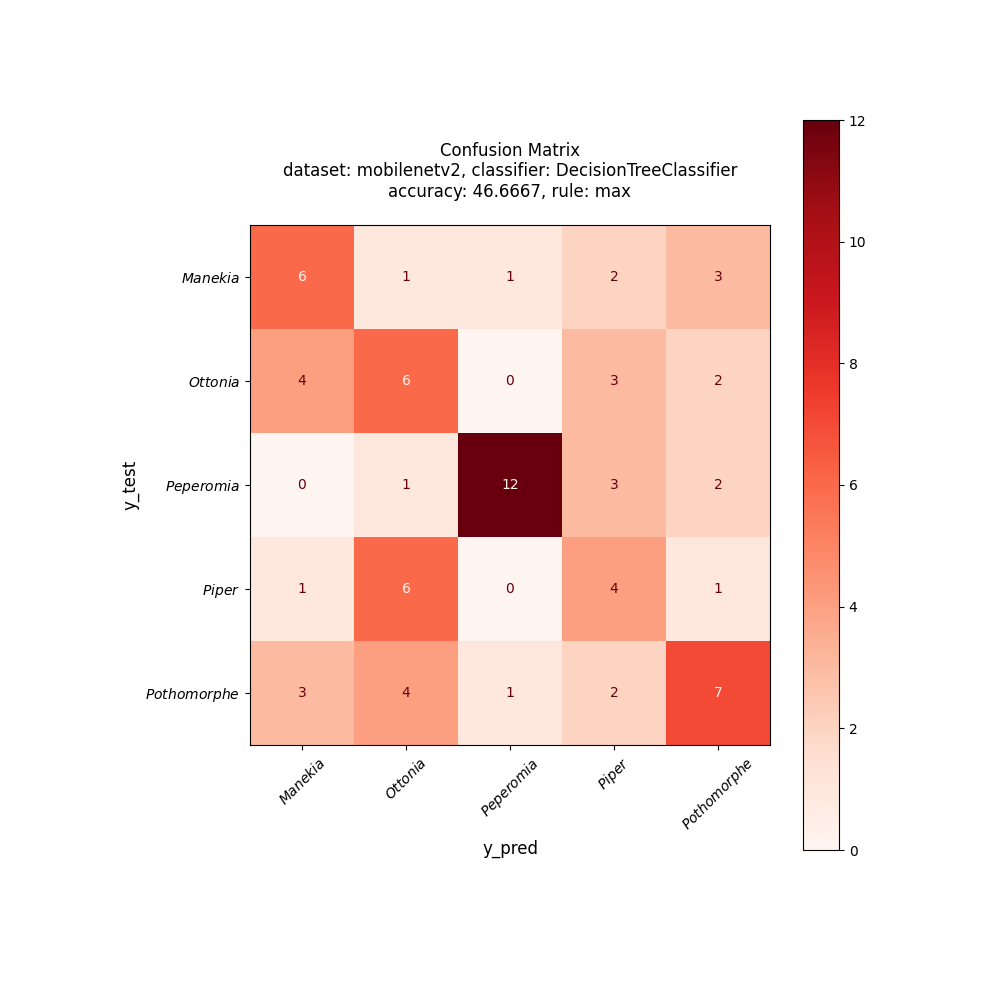 Confusion Matrix
dataset: mobilenetv2, classifier: DecisionTreeClassifier
accuracy: 46.6667, rule: max
y_test
Manekia 6 1 1 2 3
Ottonia 4 6 0 3 2
Peperomia 0 1 12 3 2
Piper 1 6 0 4 1
Pothomorphe 3 4 1 2 7
Manekia Ottonia Peperomia Piper Pothomorphe
y_pred
12
10
8
6
4
2
0